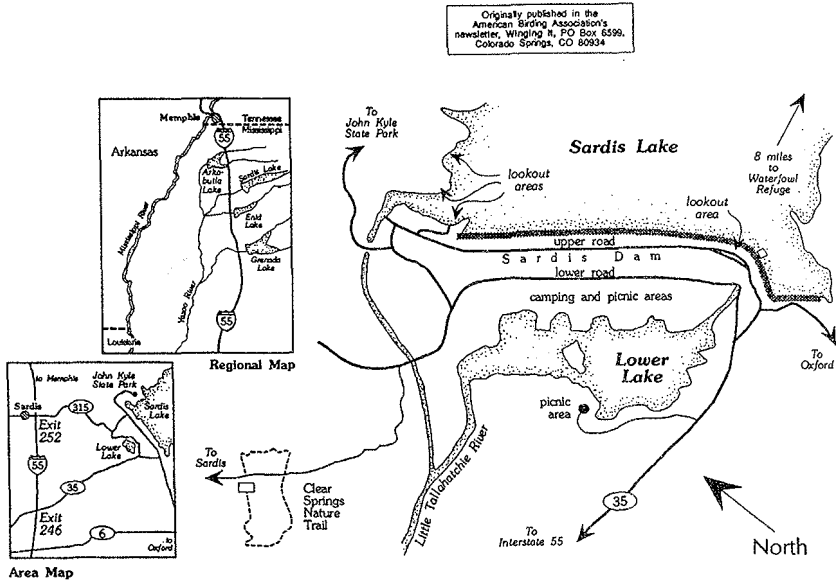 Originally published in the
American Birding Association's
newsletter, Winging It, PO Box 6599,
Colorado Springs, CO 80934
Memphis
Tennessee
Mississippi
55
Arkansas
Arka-
butla
Lake
Sardis Lake
Enid
Lake
Grenada
Lake
Mississippi River
Yazoo River
55
Louisiana
Regional Map
To
John Kyle
State Park
Sardis Lake
lookout
areas
8 miles
to
Waterfowl
Refuge
lookout
area
upper road
Sardis Dam
lower road
camping and picnic areas
Lower
Lake
To
Oxford
picnic
area
to Memphis
John Kyle
State Park
Sardis
315
Sardis
Lake
Exit
252
Lower
Lake
55
35
Exit
246
6
to
Oxford
Area Map
To
Sardis
Clear
Springs
Nature
Trail
Little Tallahatchie River
35
To
Interstate 55
North